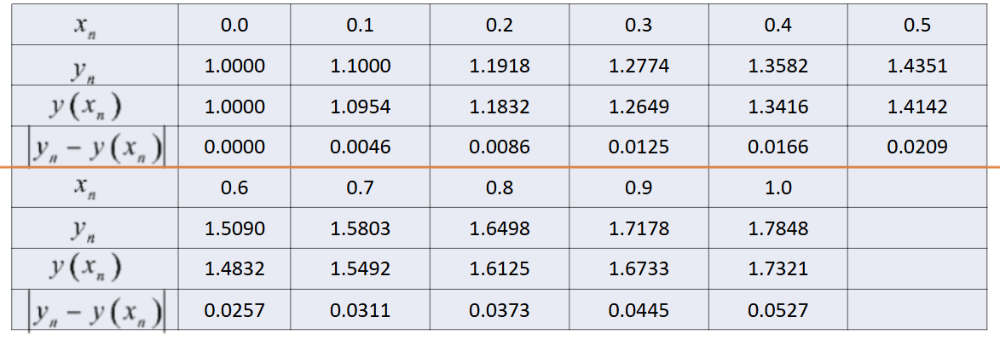 x_n 0.0 0.1 0.2 0.3 0.4 0.5
y_n 1.0000 1.1000 1.1918 1.2774 1.3582 1.4351
y(x_n) 1.0000 1.0954 1.1832 1.2649 1.3416 1.4142
|y_n − y(x_n)| 0.0000 0.0046 0.0086 0.0125 0.0166 0.0209
x_n 0.6 0.7 0.8 0.9 1.0
y_n 1.5090 1.5803 1.6498 1.7178 1.7848
y(x_n) 1.4832 1.5492 1.6125 1.6733 1.7321
|y_n − y(x_n)| 0.0257 0.0311 0.0373 0.0445 0.0527